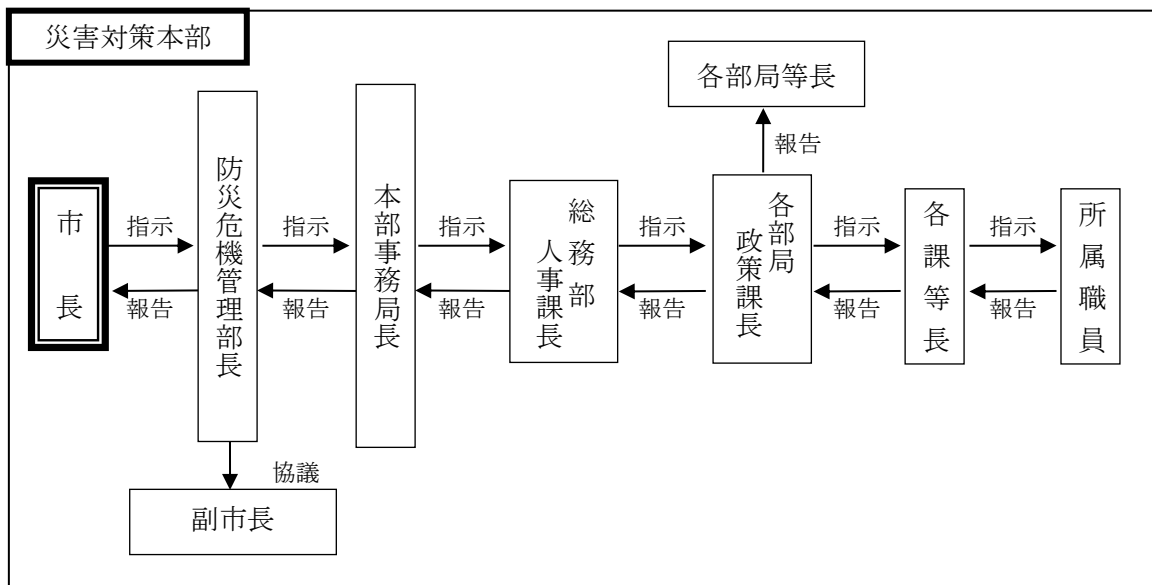 災害対策本部
各部局等長
報告
市長
指示
報告
防災危機管理部長
指示
報告
本部事務局長
指示
報告
総務部
人事課長
指示
報告
各部局
政策課長
指示
報告
各課等長
指示
報告
所属職員
協議
副市長